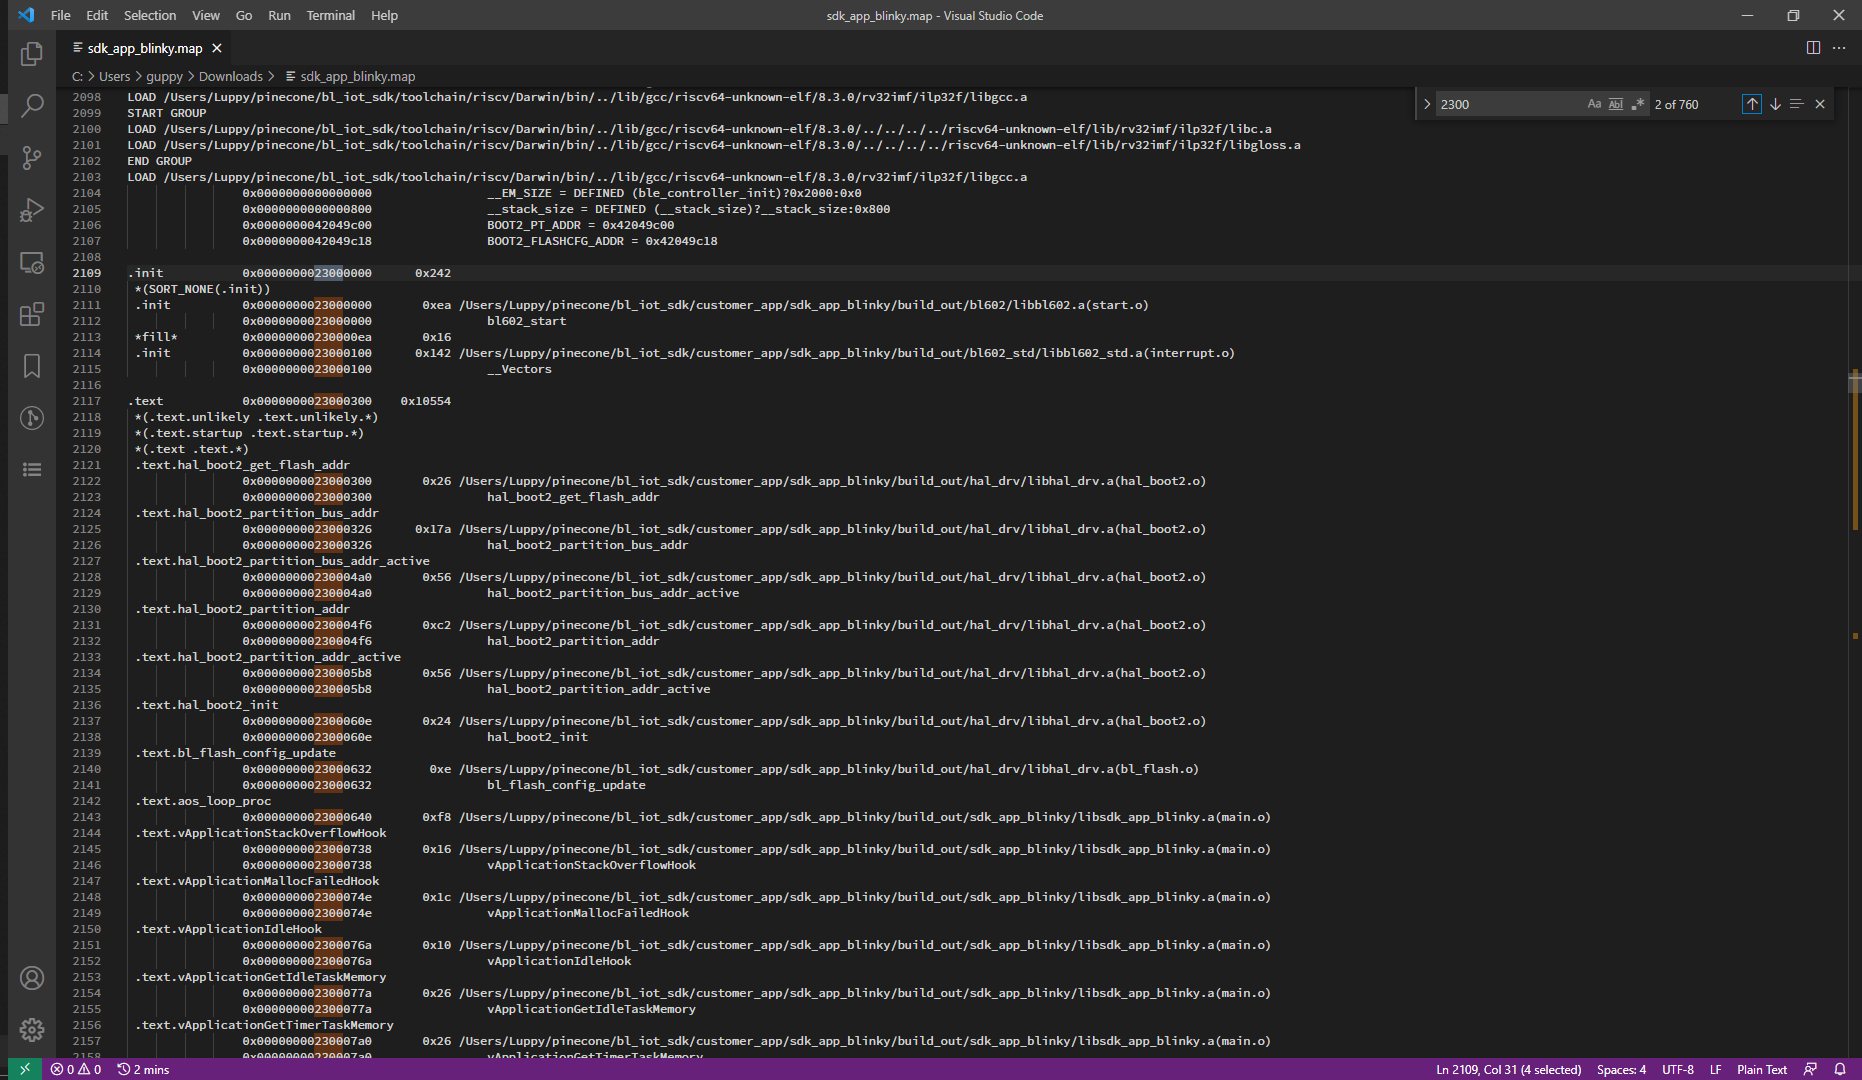 File Edit Selection View Go Run Terminal Help
sdk_app_blinky.map - Visual Studio Code
sdk_app_blinky.map
C: > Users > guppy > Downloads > sdk_app_blinky.map
2300 Aa Abl .* 2 of 760
2098 LOAD /Users/Luppy/pinecone/bl_iot_sdk/toolchain/riscv/Darwin/bin/../lib/gcc/riscv64-unknown-elf/8.3.0/rv32imf/ilp32f/libgcc.a
2099 START GROUP
2100 LOAD /Users/Luppy/pinecone/bl_iot_sdk/toolchain/riscv/Darwin/bin/../lib/gcc/riscv64-unknown-elf/8.3.0/../../../../riscv64-unknown-elf/lib/rv32imf/ilp32f/libc.a
2101 LOAD /Users/Luppy/pinecone/bl_iot_sdk/toolchain/riscv/Darwin/bin/../lib/gcc/riscv64-unknown-elf/8.3.0/../../../../riscv64-unknown-elf/lib/rv32imf/ilp32f/libgloss.a
2102 END GROUP
2103 LOAD /Users/Luppy/pinecone/bl_iot_sdk/toolchain/riscv/Darwin/bin/../lib/gcc/riscv64-unknown-elf/8.3.0/rv32imf/ilp32f/libgcc.a
2104 0x0000000000000000 __EM_SIZE = DEFINED (ble_controller_init)?0x2000:0x0
2105 0x0000000000000800 __stack_size = DEFINED (__stack_size)?__stack_size:0x800
2106 0x0000000042049c00 BOOT2_PT_ADDR = 0x42049c00
2107 0x0000000042049c18 BOOT2_FLASHCFG_ADDR = 0x42049c18
2108
2109 .init 0x0000000023000000 0x242
2110 *(SORT_NONE(.init))
2111 .init 0x0000000023000000 0xea /Users/Luppy/pinecone/bl_iot_sdk/customer_app/sdk_app_blinky/build_out/bl602/libbl602.a(start.o)
2112 0x0000000023000000 bl602_start
2113 *fill* 0x00000000230000ea 0x16
2114 .init 0x0000000023000100 0x142 /Users/Luppy/pinecone/bl_iot_sdk/customer_app/sdk_app_blinky/build_out/bl602_std/libbl602_std.a(interrupt.o)
2115 0x0000000023000100 __Vectors
2116
2117 .text 0x0000000023000300 0x10554
2118 *(.text.unlikely .text.unlikely.*)
2119 *(.text.startup .text.startup.*)
2120 *(.text .text.*)
2121 .text.hal_boot2_get_flash_addr
2122 0x0000000023000300 0x26 /Users/Luppy/pinecone/bl_iot_sdk/customer_app/sdk_app_blinky/build_out/hal_drv/libhal_drv.a(hal_boot2.o)
2123 0x0000000023000300 hal_boot2_get_flash_addr
2124 .text.hal_boot2_partition_bus_addr
2125 0x0000000023000326 0x17a /Users/Luppy/pinecone/bl_iot_sdk/customer_app/sdk_app_blinky/build_out/hal_drv/libhal_drv.a(hal_boot2.o)
2126 0x0000000023000326 hal_boot2_partition_bus_addr
2127 .text.hal_boot2_partition_bus_addr_active
2128 0x00000000230004a0 0x56 /Users/Luppy/pinecone/bl_iot_sdk/customer_app/sdk_app_blinky/build_out/hal_drv/libhal_drv.a(hal_boot2.o)
2129 0x00000000230004a0 hal_boot2_partition_bus_addr_active
2130 .text.hal_boot2_partition_addr
2131 0x00000000230004f6 0xc2 /Users/Luppy/pinecone/bl_iot_sdk/customer_app/sdk_app_blinky/build_out/hal_drv/libhal_drv.a(hal_boot2.o)
2132 0x00000000230004f6 hal_boot2_partition_addr
2133 .text.hal_boot2_partition_addr_active
2134 0x00000000230005b8 0x56 /Users/Luppy/pinecone/bl_iot_sdk/customer_app/sdk_app_blinky/build_out/hal_drv/libhal_drv.a(hal_boot2.o)
2135 0x00000000230005b8 hal_boot2_partition_addr_active
2136 .text.hal_boot2_init
2137 0x000000002300060e 0x24 /Users/Luppy/pinecone/bl_iot_sdk/customer_app/sdk_app_blinky/build_out/hal_drv/libhal_drv.a(hal_boot2.o)
2138 0x000000002300060e hal_boot2_init
2139 .text.bl_flash_config_update
2140 0x0000000023000632 0xe /Users/Luppy/pinecone/bl_iot_sdk/customer_app/sdk_app_blinky/build_out/hal_drv/libhal_drv.a(bl_flash.o)
2141 0x0000000023000632 bl_flash_config_update
2142 .text.aos_loop_proc
2143 0x0000000023000640 0xf8 /Users/Luppy/pinecone/bl_iot_sdk/customer_app/sdk_app_blinky/build_out/sdk_app_blinky/libsdk_app_blinky.a(main.o)
2144 .text.vApplicationStackOverflowHook
2145 0x0000000023000738 0x16 /Users/Luppy/pinecone/bl_iot_sdk/customer_app/sdk_app_blinky/build_out/sdk_app_blinky/libsdk_app_blinky.a(main.o)
2146 0x0000000023000738 vApplicationStackOverflowHook
2147 .text.vApplicationMallocFailedHook
2148 0x000000002300074e 0x1c /Users/Luppy/pinecone/bl_iot_sdk/customer_app/sdk_app_blinky/build_out/sdk_app_blinky/libsdk_app_blinky.a(main.o)
2149 0x000000002300074e vApplicationMallocFailedHook
2150 .text.vApplicationIdleHook
2151 0x000000002300076a 0x10 /Users/Luppy/pinecone/bl_iot_sdk/customer_app/sdk_app_blinky/build_out/sdk_app_blinky/libsdk_app_blinky.a(main.o)
2152 0x000000002300076a vApplicationIdleHook
2153 .text.vApplicationGetIdleTaskMemory
2154 0x000000002300077a 0x26 /Users/Luppy/pinecone/bl_iot_sdk/customer_app/sdk_app_blinky/build_out/sdk_app_blinky/libsdk_app_blinky.a(main.o)
2155 0x000000002300077a vApplicationGetIdleTaskMemory
2156 .text.vApplicationGetTimerTaskMemory
2157 0x00000000230007a0 0x26 /Users/Luppy/pinecone/bl_iot_sdk/customer_app/sdk_app_blinky/build_out/sdk_app_blinky/libsdk_app_blinky.a(main.o)
2158 0x00000000230007a0 vApplicationGetTimerTaskMemory
0 0 2 mins Ln 2109, Col 31 (4 selected) Spaces: 4 UTF-8 LF Plain Text